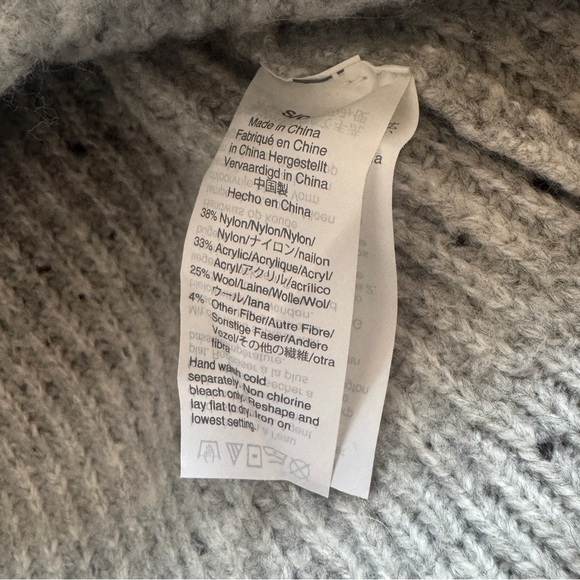 S/P
Made in China
Fabriqué en Chine
in China Hergestellt
Vervaardigd in China
中国製
Hecho en China
38% Nylon/Nylon/Nylon/
Nylon/ナイロン/nailon
33% Acrylic/Acrylique/Acryl/
Acryl/アクリル/acrílico
25% Wool/Laine/Wolle/Wol/
ウール/lana
4% Other Fiber/Autre Fibre/
Sonstige Faser/Andere
Vezel/その他の繊維/otra
fibra
Hand wash cold
separately. Non chlorine
bleach only. Reshape and
lay flat to dry. Iron on
lowest setting.